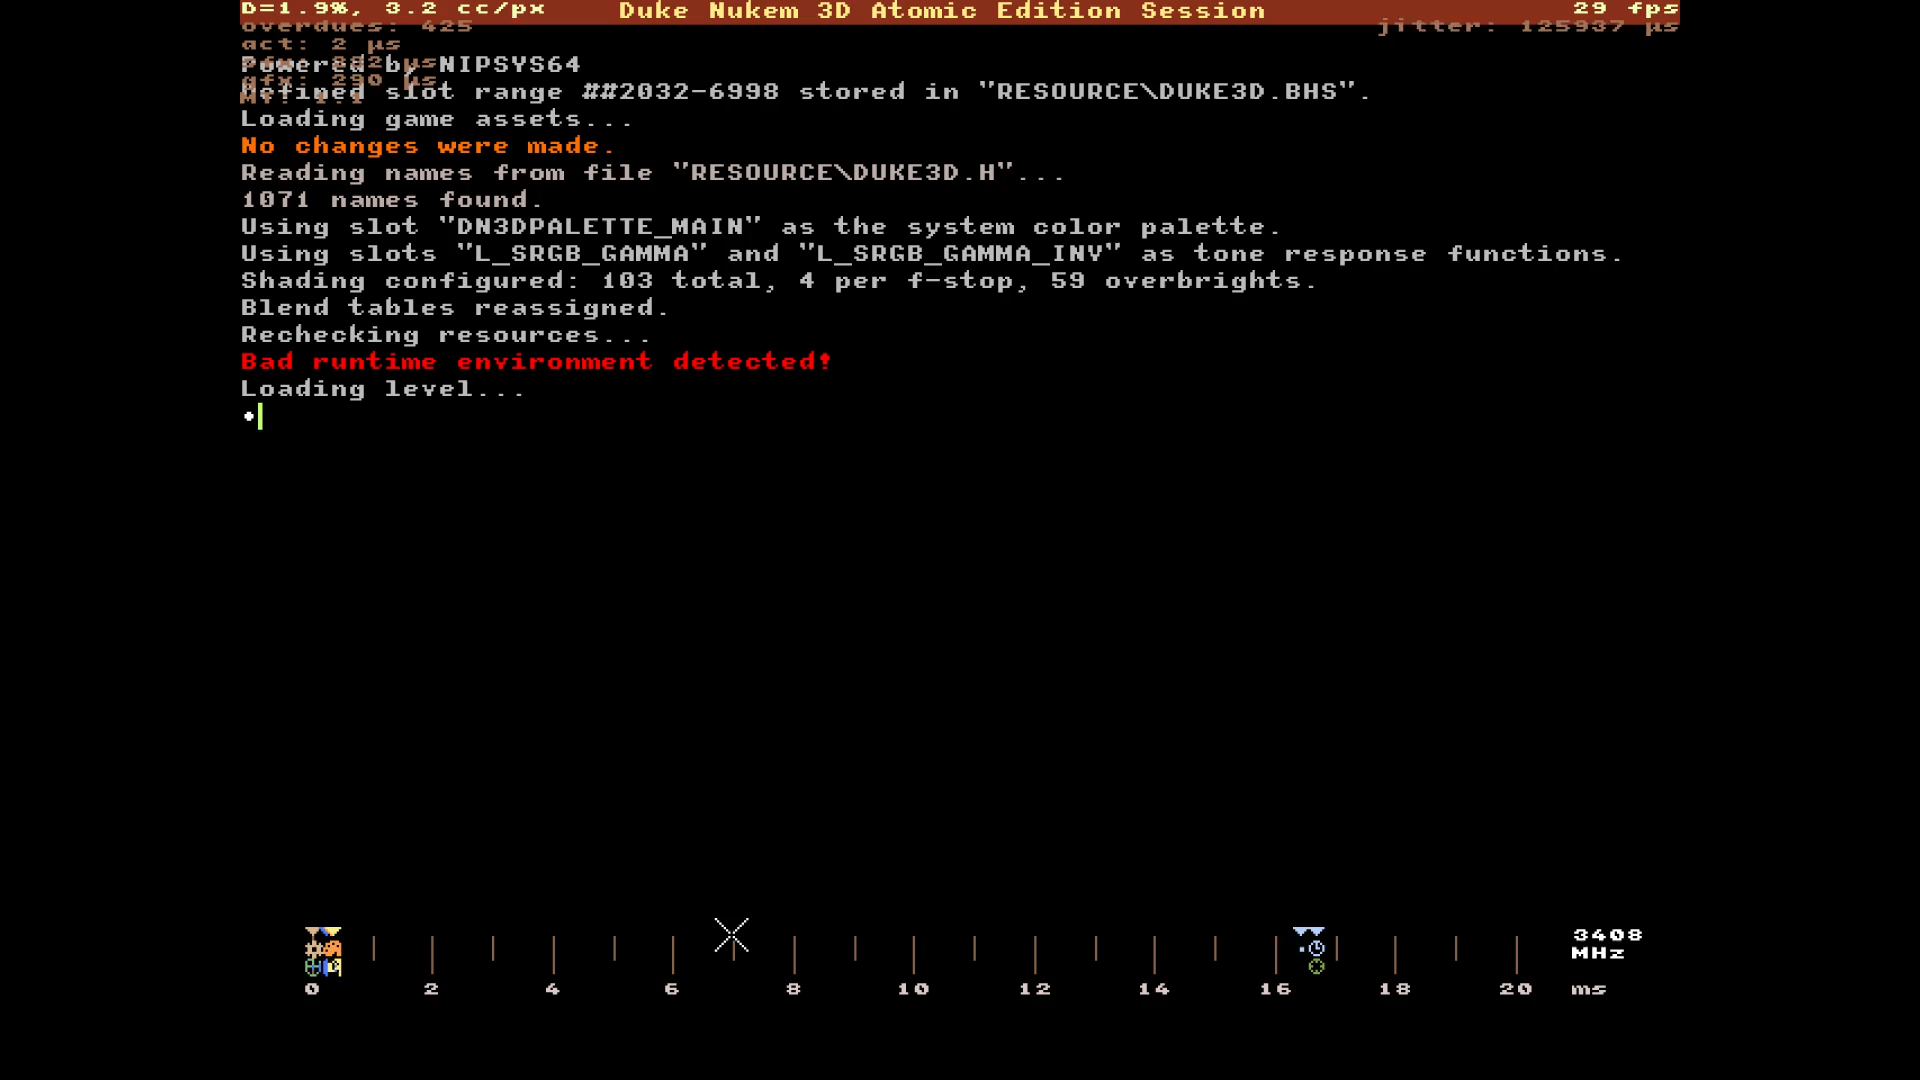 D=1.9%, 3.2 cc/px Duke Nukem 3D Atomic Edition Session 29 fps
overdues: 425 jitter: 125937 µs
act: 2 µs
Powered by NIPSYS64
gfx: 290 µs
Defined slot range ##2032-6998 stored in "RESOURCE\DUKE3D.BHS".
Loading game assets...
No changes were made.
Reading names from file "RESOURCE\DUKE3D.H"...
1071 names found.
Using slot "DN3DPALETTE_MAIN" as the system color palette.
Using slots "L_SRGB_GAMMA" and "L_SRGB_GAMMA_INV" as tone response functions.
Shading configured: 103 total, 4 per f-stop, 59 overbrights.
Blend tables reassigned.
Rechecking resources...
Bad runtime environment detected!
Loading level...
3408
MHz
0 2 4 6 8 10 12 14 16 18 20 ms